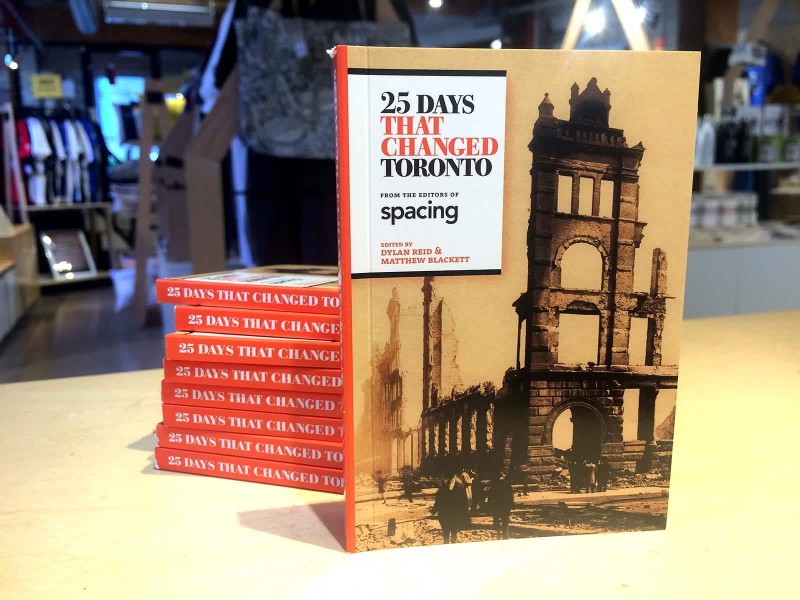 25 DAYS
THAT
CHANGED
TORONTO
FROM THE EDITORS OF
spacing
EDITED BY
DYLAN REID &
MATTHEW BLACKETT
25 DAYS THAT CHANGED TO
25 DAYS THAT CHANGE
25 DAYS THAT CHANGE
25 DAYS THAT CHANGED
25 DAYS THAT CHANGED
25 DAYS THAT CHANGED
25 DAYS THAT CHANGED TO
25 DAYS THAT CHANGED TO